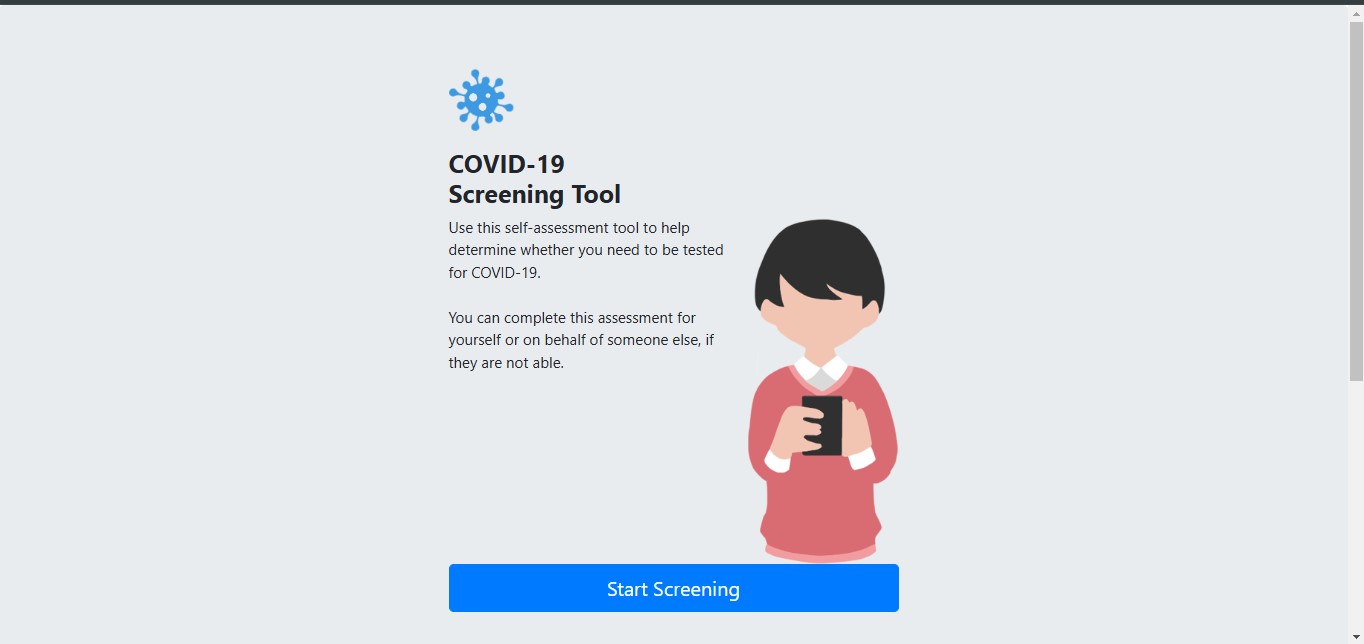 COVID-19
Screening Tool
Use this self-assessment tool to help
determine whether you need to be tested
for COVID-19.
You can complete this assessment for
yourself or on behalf of someone else, if
they are not able.
Start Screening